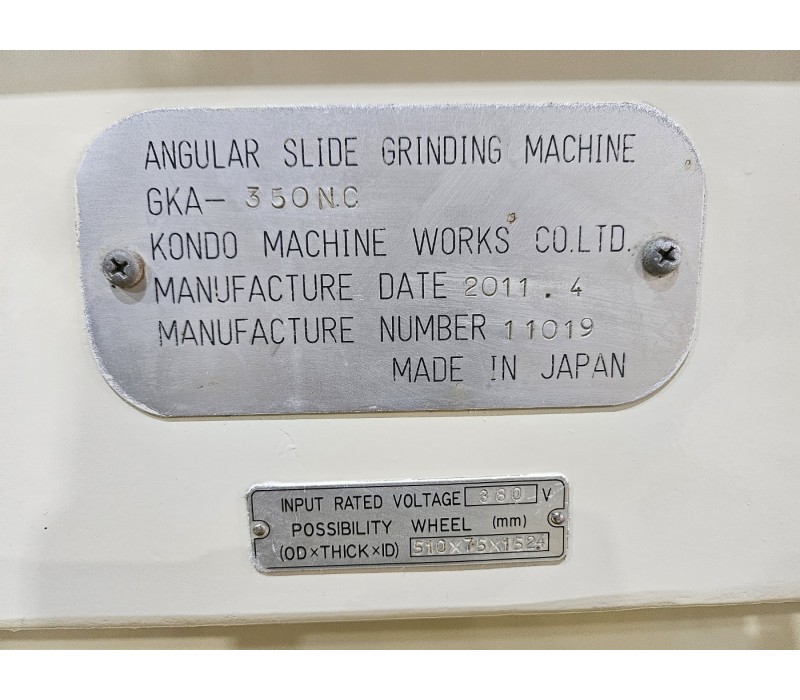 ANGULAR SLIDE GRINDING MACHINE
GKA- 350NC
KONDO MACHINE WORKS CO.LTD.
MANUFACTURE DATE 2011.4
MANUFACTURE NUMBER 11019
MADE IN JAPAN
INPUT RATED VOLTAGE 380 V
POSSIBILITY WHEEL (mm)
(OD×THICK×ID) 510×75×152.4